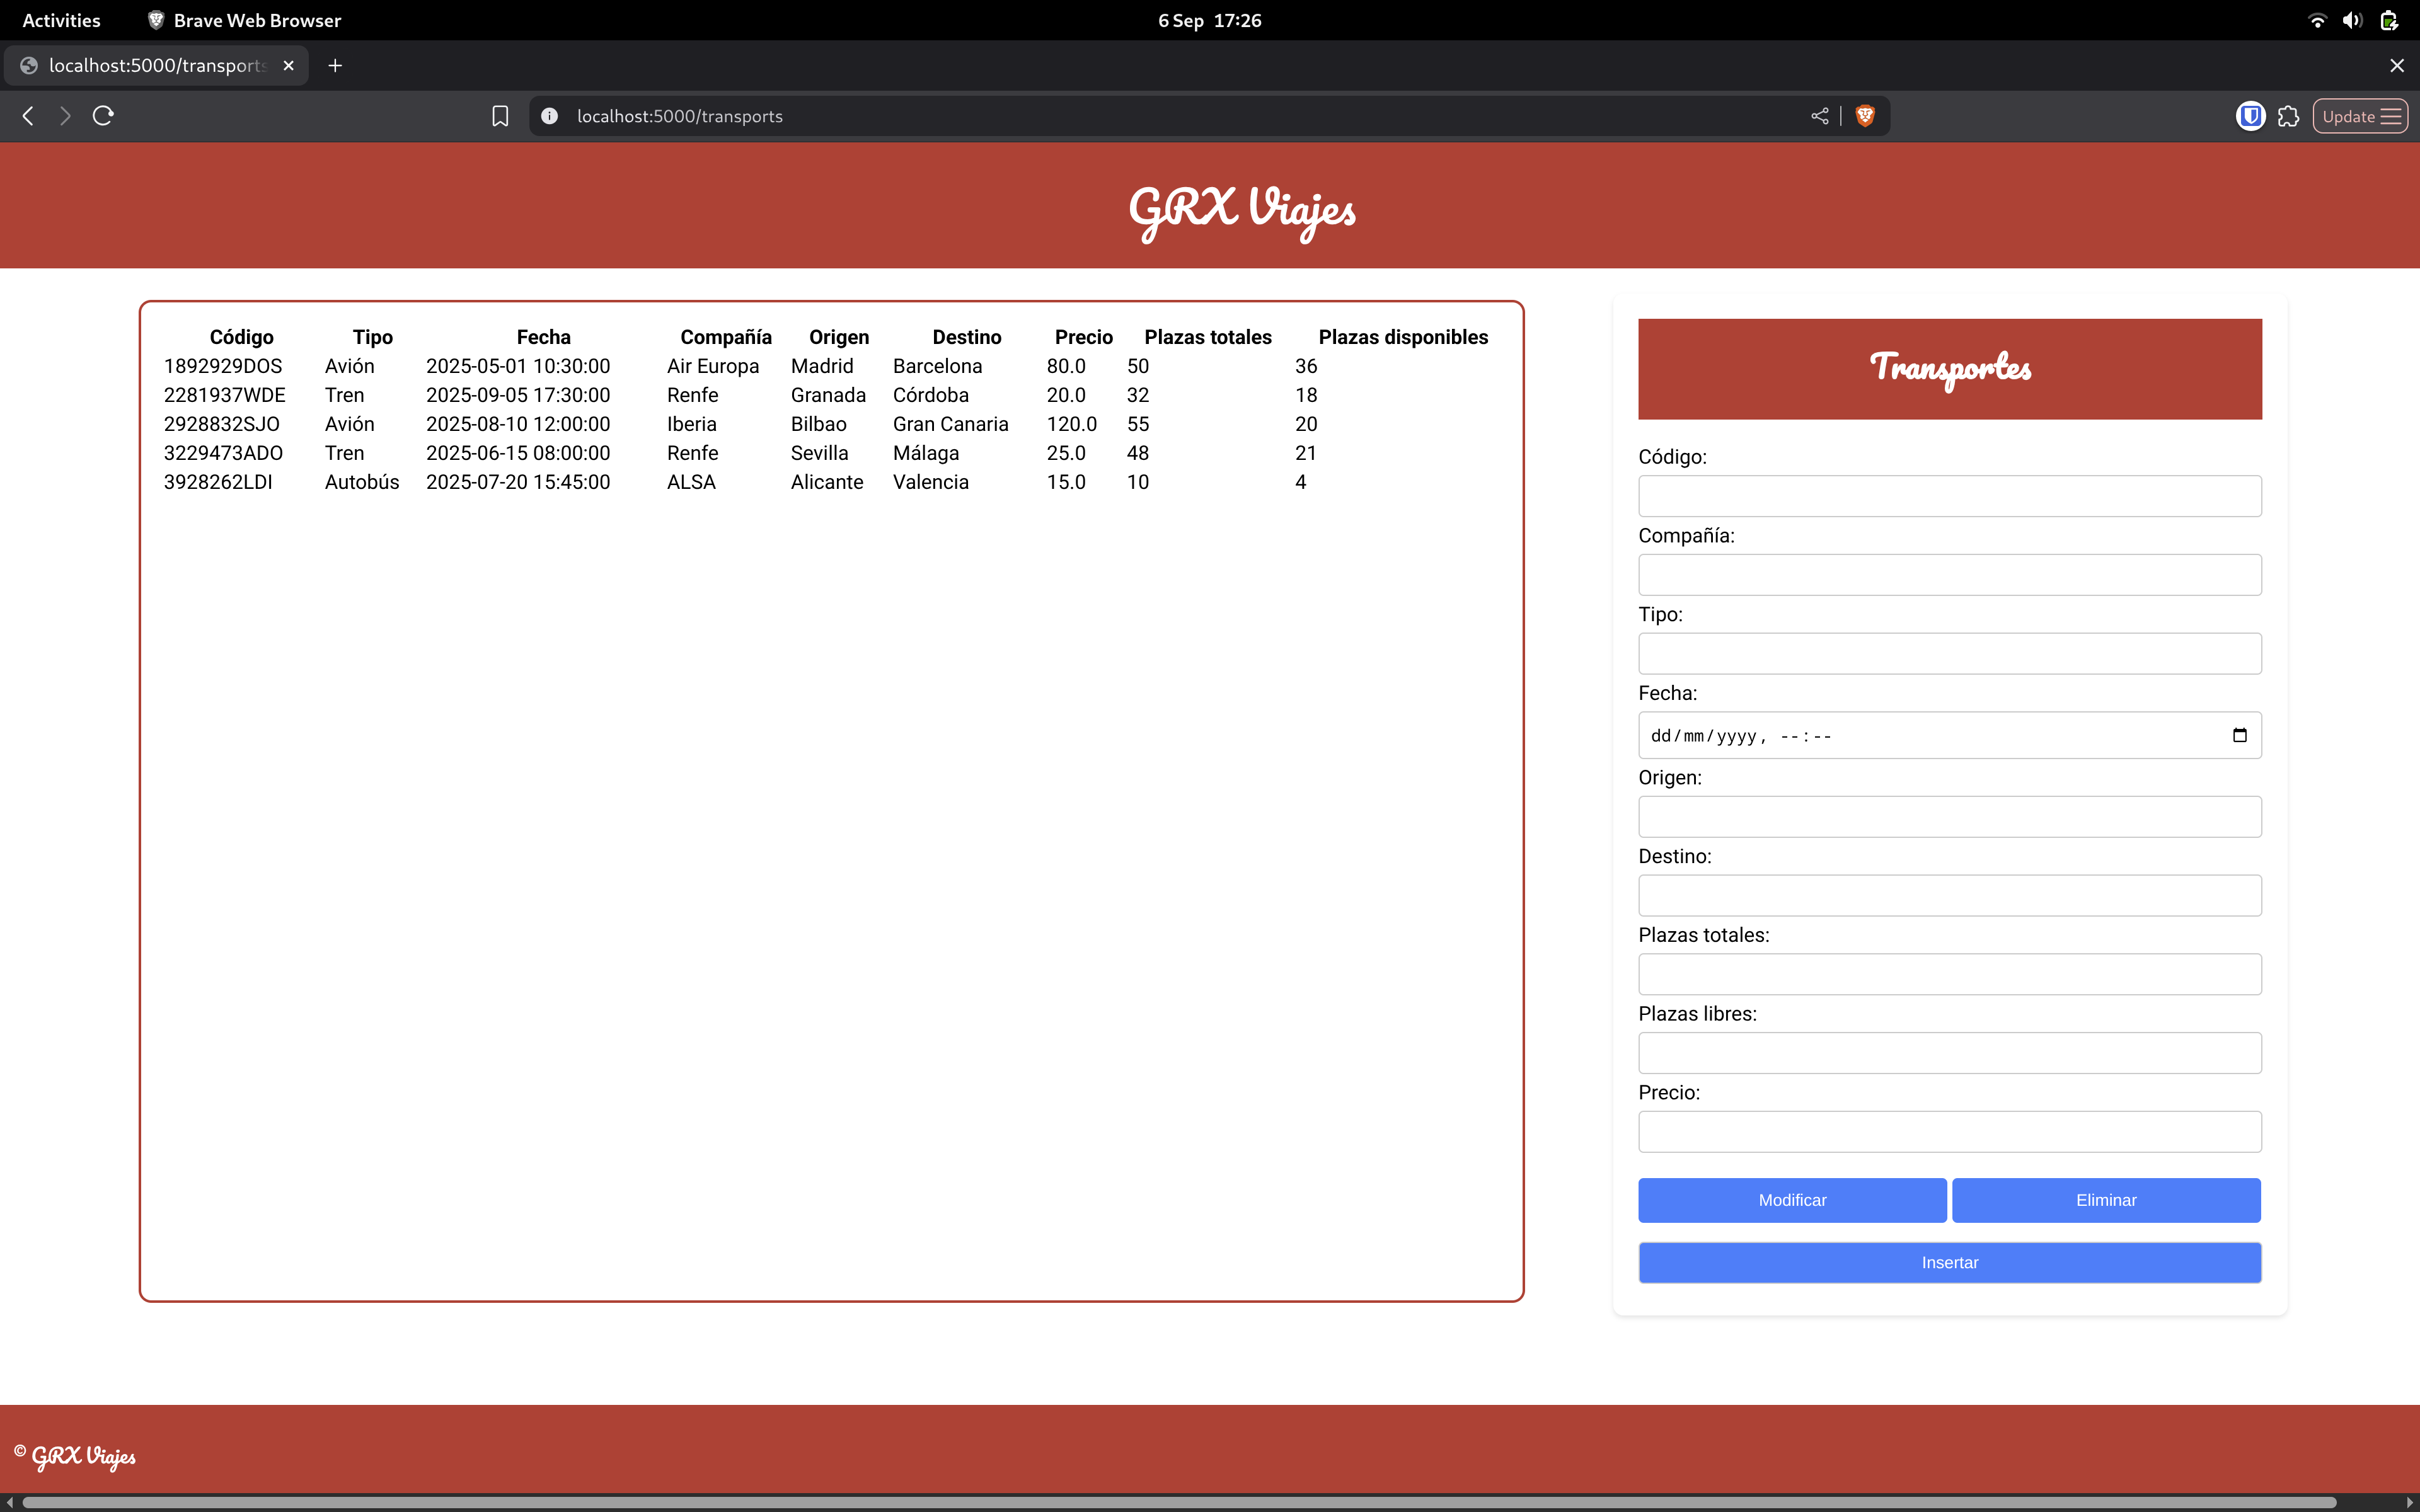 Activities Brave Web Browser 6 Sep 17:26
localhost:5000/transports
localhost:5000/transports Update
GRX Viajes
Código Tipo Fecha Compañía Origen Destino Precio Plazas totales Plazas disponibles
1892929DOS Avión 2025-05-01 10:30:00 Air Europa Madrid Barcelona 80.0 50 36
2281937WDE Tren 2025-09-05 17:30:00 Renfe Granada Córdoba 20.0 32 18
2928832SJO Avión 2025-08-10 12:00:00 Iberia Bilbao Gran Canaria 120.0 55 20
3229473ADO Tren 2025-06-15 08:00:00 Renfe Sevilla Málaga 25.0 48 21
3928262LDI Autobús 2025-07-20 15:45:00 ALSA Alicante Valencia 15.0 10 4
Transportes
Código:
Compañía:
Tipo:
Fecha:
dd/mm/yyyy, --:--
Origen:
Destino:
Plazas totales:
Plazas libres:
Precio:
Modificar Eliminar
Insertar
© GRX Viajes